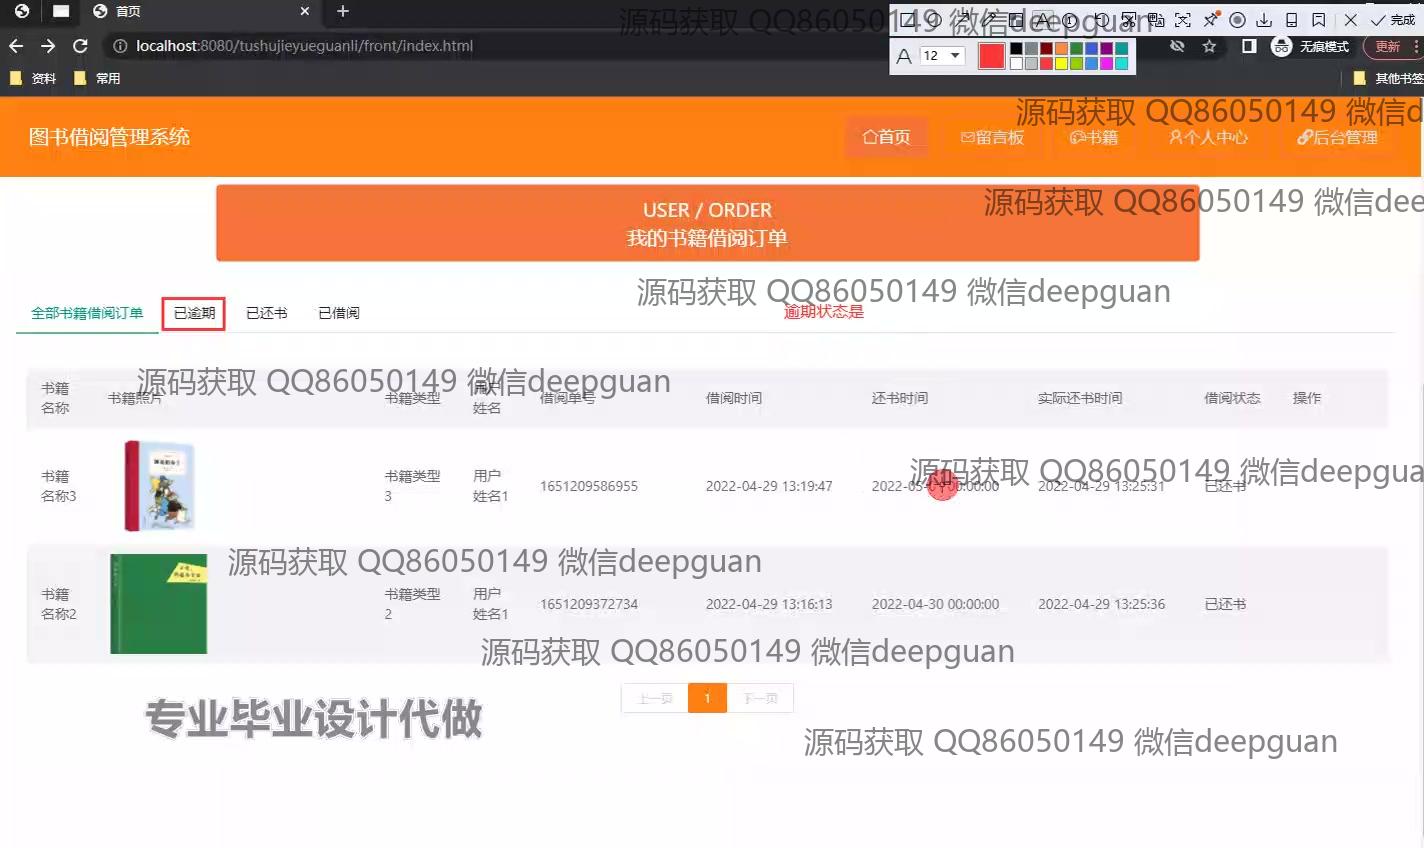 首页
localhost:8080/tushujieyueguanli/front/index.html
完成
A 12
无痕模式
更新
资料
常用
其他书签
源码获取 QQ86050149 微信deepguan
源码获取 QQ86050149 微信d
图书借阅管理系统
首页
留言板
书籍
个人中心
后台管理
源码获取 QQ86050149 微信dee
USER / ORDER
我的书籍借阅订单
源码获取 QQ86050149 微信deepguan
全部书籍借阅订单
已逾期
已还书
已借阅
逾期状态是
源码获取 QQ86050149 微信deepguan
书籍名称
书籍照片
书籍类型
用户姓名
借阅单号
借阅时间
还书时间
实际还书时间
借阅状态
操作
源码获取 QQ86050149 微信deepgua
书籍名称3
书籍类型3
用户姓名1
1651209586955
2022-04-29 13:19:47
2022-04-29 13:25:31
已还书
源码获取 QQ86050149 微信deepguan
书籍名称2
书籍类型2
用户姓名1
1651209372734
2022-04-29 13:16:13
2022-04-30 00:00:00
2022-04-29 13:25:36
已还书
源码获取 QQ86050149 微信deepguan
上一页
1
下一页
专业毕业设计代做
源码获取 QQ86050149 微信deepguan